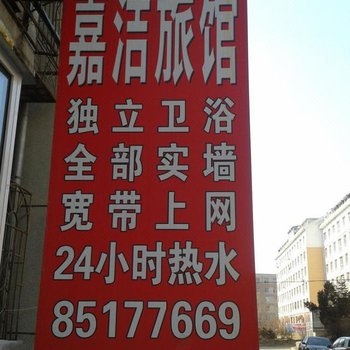 嘉洁旅馆
独立卫浴
全部实墙
宽带上网
24小时热水
85177669